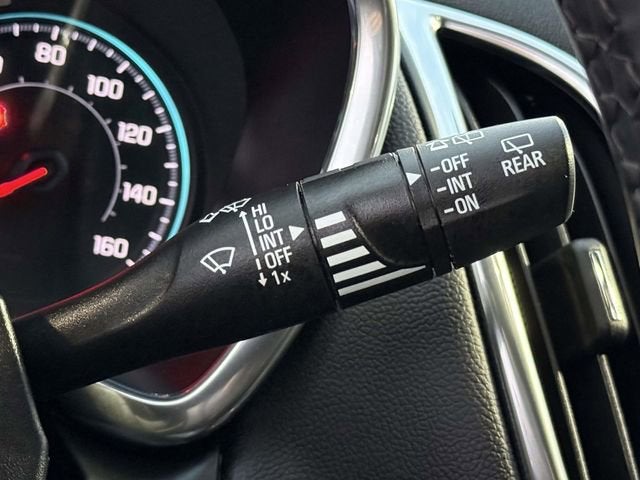 80
100
120
140
160
HI
LO
INT
OFF
1x
-OFF
-INT
-ON
REAR